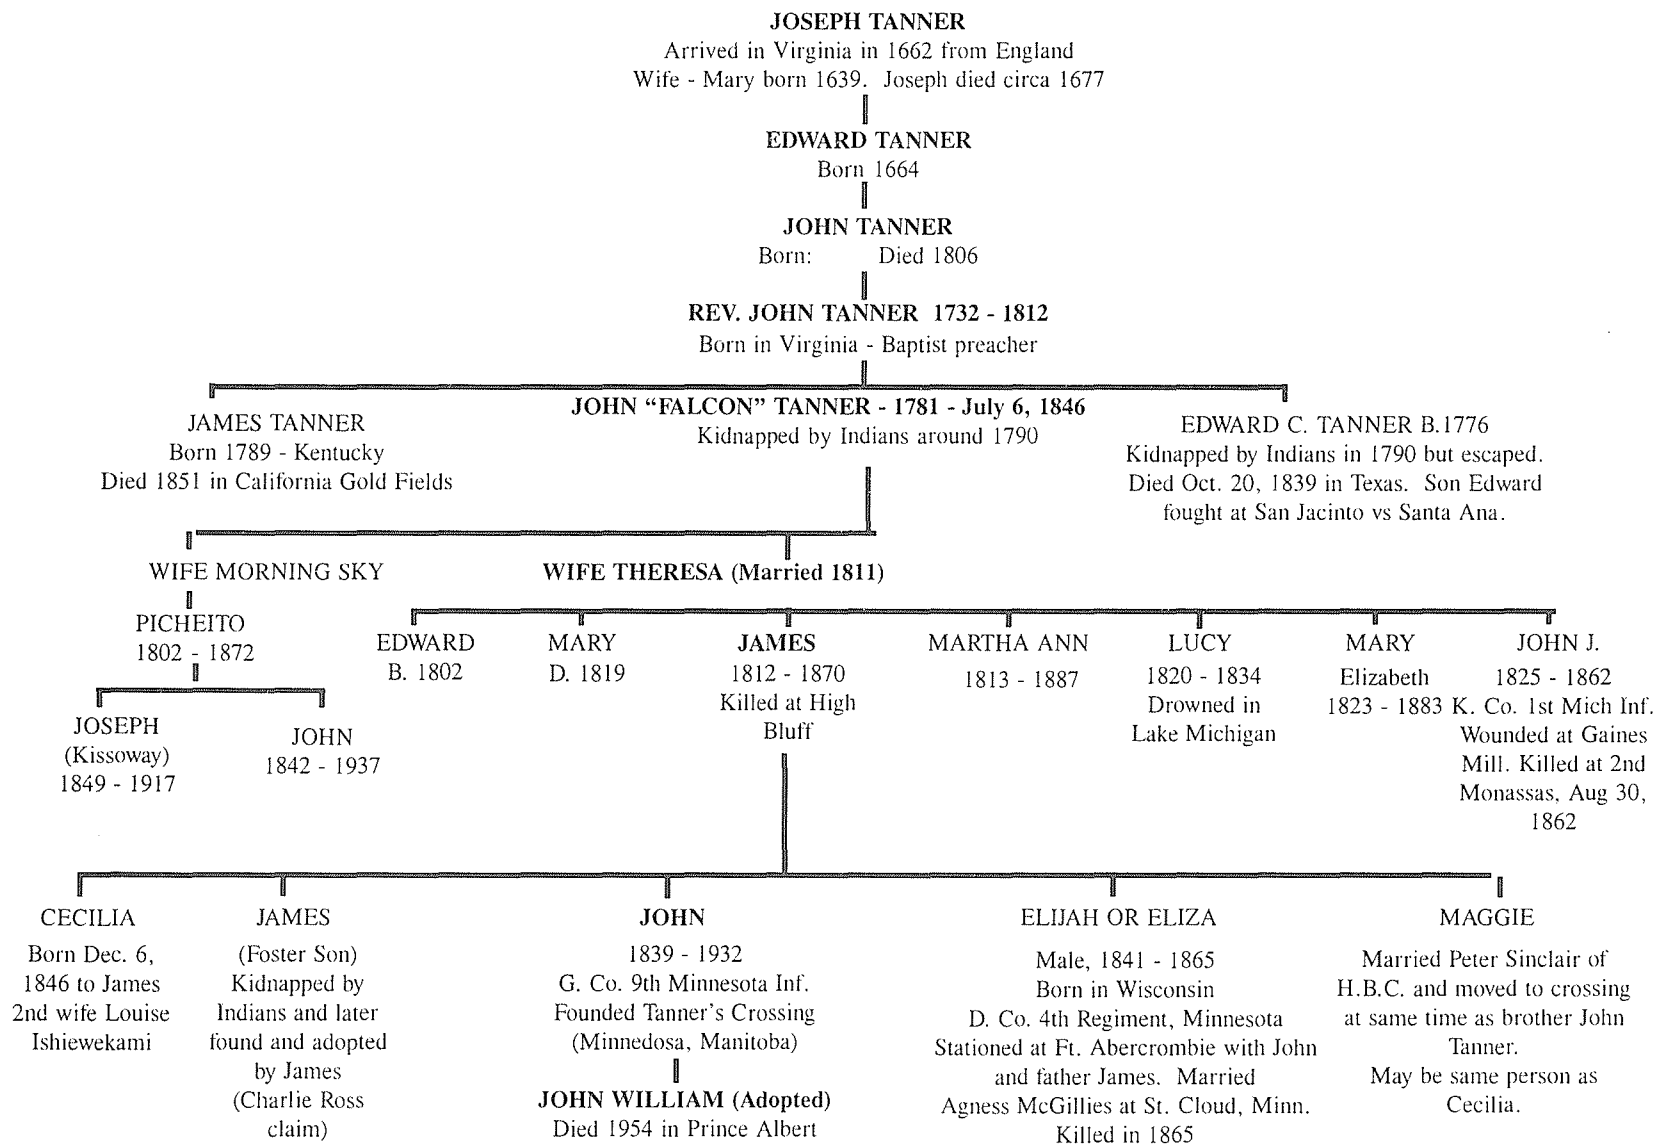 JOSEPH TANNER
Arrived in Virginia in 1662 from England
Wife - Mary born 1639. Joseph died circa 1677
EDWARD TANNER
Born 1664
JOHN TANNER
Born: Died 1806
REV. JOHN TANNER 1732 - 1812
Born in Virginia - Baptist preacher
JAMES TANNER
Born 1789 - Kentucky
Died 1851 in California Gold Fields
JOHN “FALCON” TANNER - 1781 - July 6, 1846
Kidnapped by Indians around 1790
EDWARD C. TANNER B.1776
Kidnapped by Indians in 1790 but escaped.
Died Oct. 20, 1839 in Texas. Son Edward
fought at San Jacinto vs Santa Ana.
WIFE MORNING SKY
WIFE THERESA (Married 1811)
PICHEITO
1802 - 1872
JOSEPH
(Kissoway)
1849 - 1917
JOHN
1842 - 1937
EDWARD
B. 1802
MARY
D. 1819
JAMES
1812 - 1870
Killed at High
Bluff
MARTHA ANN
1813 - 1887
LUCY
1820 - 1834
Drowned in
Lake Michigan
MARY
Elizabeth
1823 - 1883
JOHN J.
1825 - 1862
K. Co. 1st Mich Inf.
Wounded at Gaines
Mill. Killed at 2nd
Monassas, Aug 30,
1862
CECILIA
Born Dec. 6,
1846 to James
2nd wife Louise
Ishiewekami
JAMES
(Foster Son)
Kidnapped by
Indians and later
found and adopted
by James
(Charlie Ross
claim)
JOHN
1839 - 1932
G. Co. 9th Minnesota Inf.
Founded Tanner’s Crossing
(Minnedosa, Manitoba)
JOHN WILLIAM (Adopted)
Died 1954 in Prince Albert
ELIJAH OR ELIZA
Male, 1841 - 1865
Born in Wisconsin
D. Co. 4th Regiment, Minnesota
Stationed at Ft. Abercrombie with John
and father James. Married
Agness McGillies at St. Cloud, Minn.
Killed in 1865
MAGGIE
Married Peter Sinclair of
H.B.C. and moved to crossing
at same time as brother John
Tanner.
May be same person as
Cecilia.